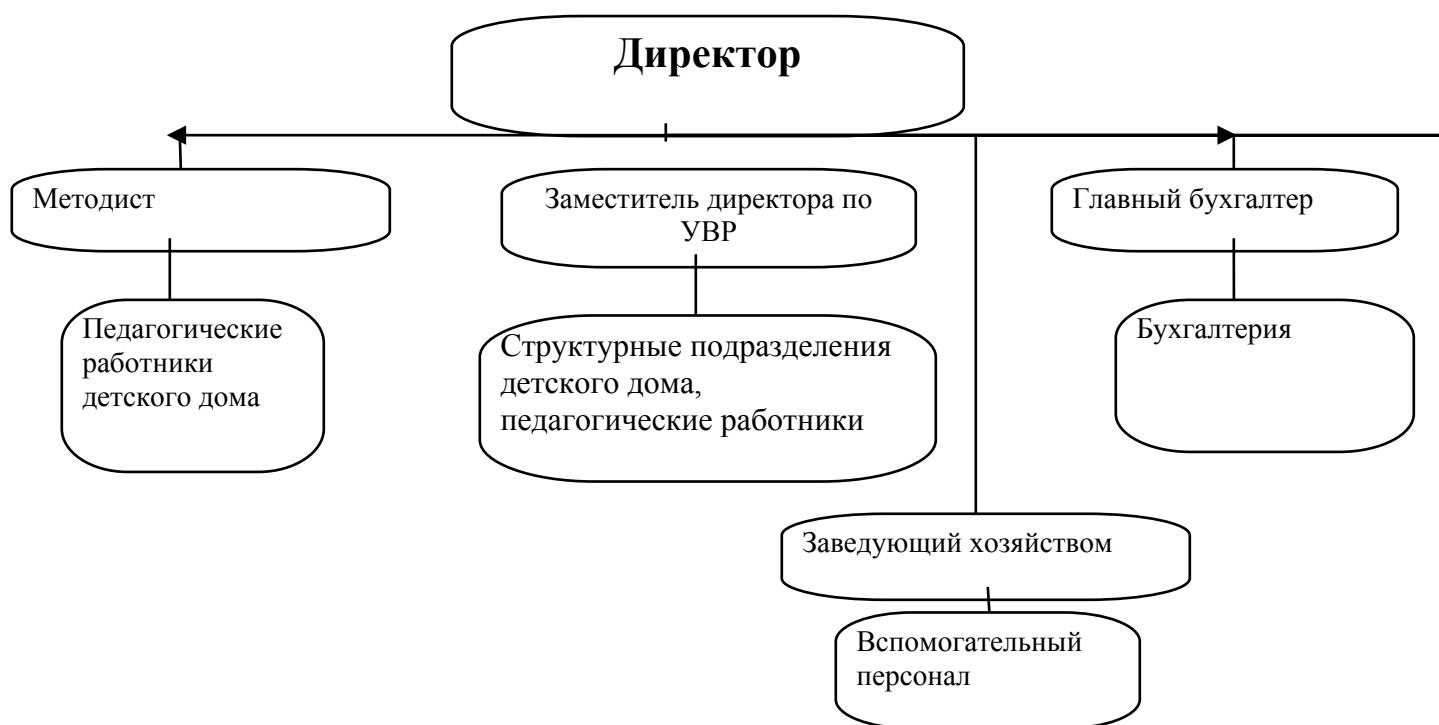 Директор
Методист
Заместитель директора по
УВР
Главный бухгалтер
Педагогические
работники
детского дома
Структурные подразделения
детского дома,
педагогические работники
Бухгалтерия
Заведующий хозяйством
Вспомогательный
персонал